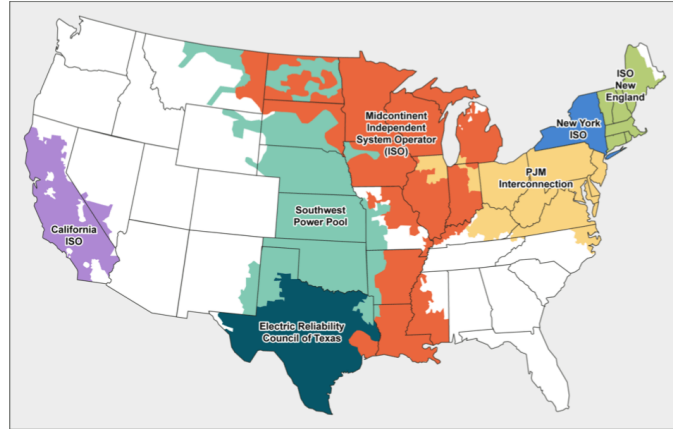 ISO
New
England
New York
ISO
Midcontinent
Independent
System Operator
(ISO)
PJM
Interconnection
Southwest
Power Pool
California
ISO
Electric Reliability
Council of Texas